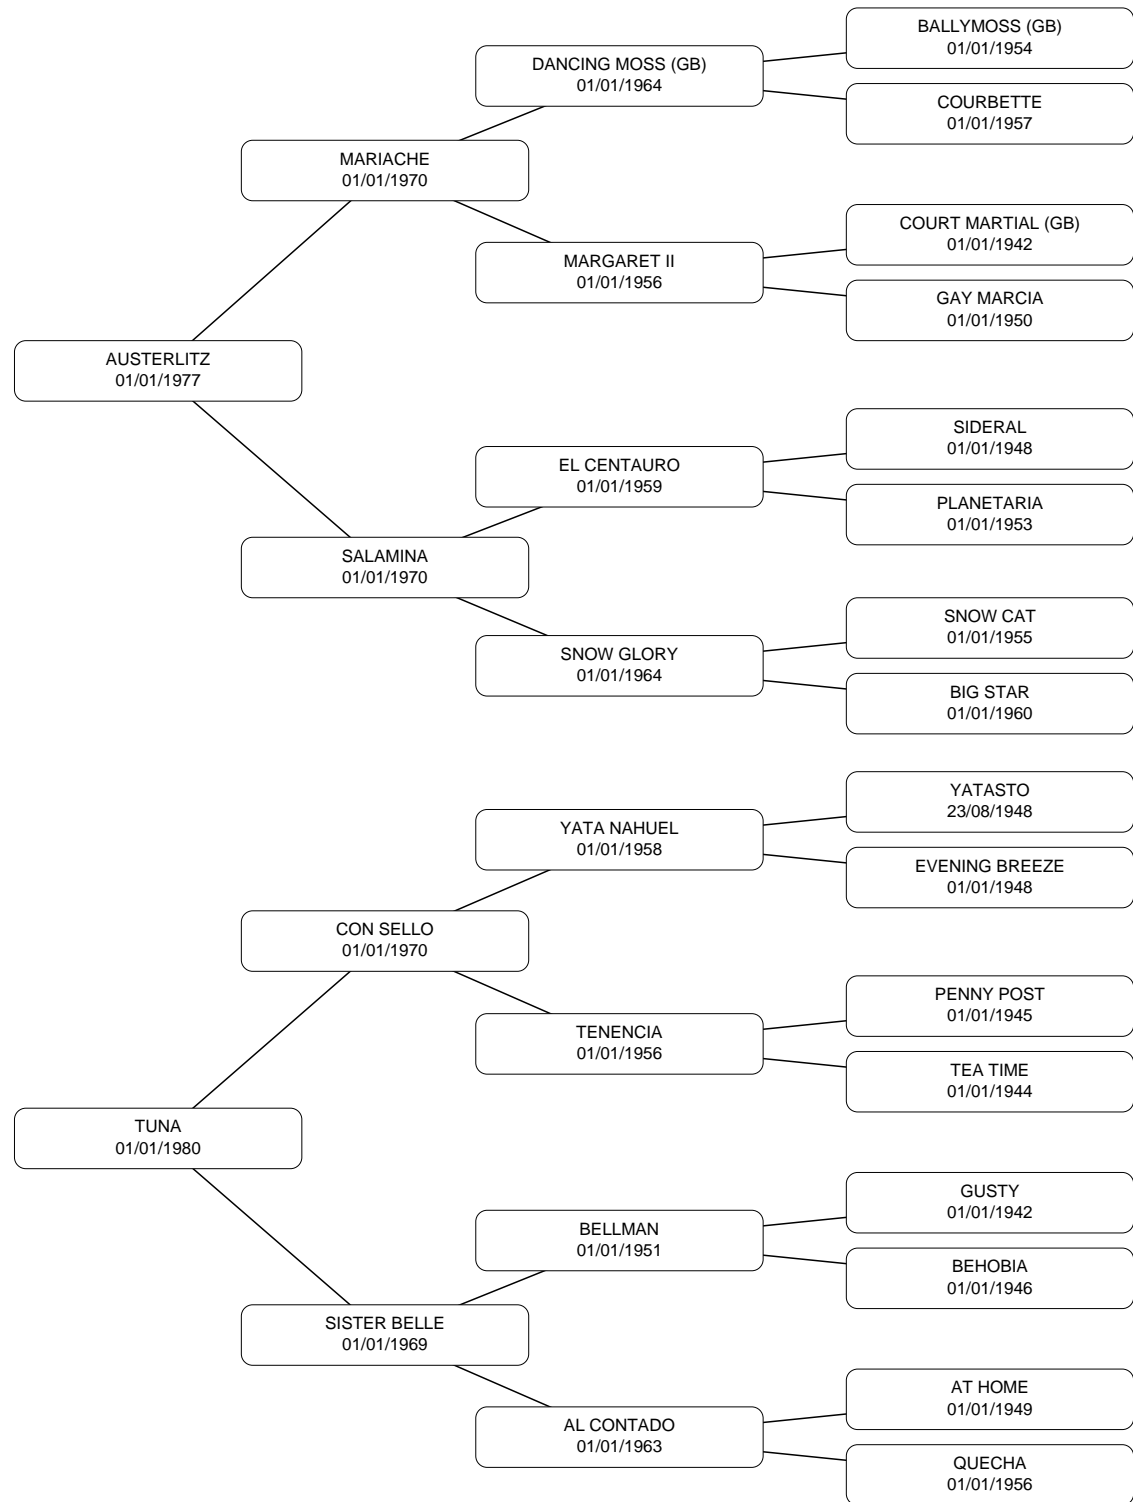 BALLYMOSS (GB)
01/01/1954
DANCING MOSS (GB)
01/01/1964
COURBETTE
01/01/1957
MARIACHE
01/01/1970
COURT MARTIAL (GB)
01/01/1942
MARGARET II
01/01/1956
GAY MARCIA
01/01/1950
AUSTERLITZ
01/01/1977
SIDERAL
01/01/1948
EL CENTAURO
01/01/1959
PLANETARIA
01/01/1953
SALAMINA
01/01/1970
SNOW CAT
01/01/1955
SNOW GLORY
01/01/1964
BIG STAR
01/01/1960
YATASTO
23/08/1948
YATA NAHUEL
01/01/1958
EVENING BREEZE
01/01/1948
CON SELLO
01/01/1970
PENNY POST
01/01/1945
TENENCIA
01/01/1956
TEA TIME
01/01/1944
TUNA
01/01/1980
GUSTY
01/01/1942
BELLMAN
01/01/1951
BEHOBIA
01/01/1946
SISTER BELLE
01/01/1969
AT HOME
01/01/1949
AL CONTADO
01/01/1963
QUECHA
01/01/1956